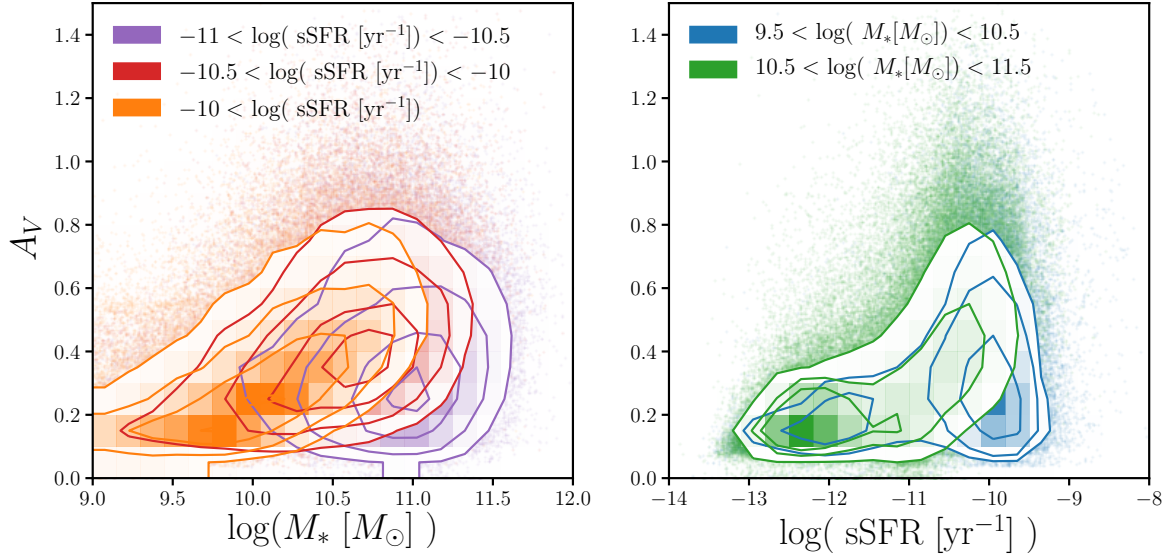 1.4
1.2
1.0
0.8
0.6
0.4
0.2
0.0
A_V
−11 < log( sSFR [yr⁻¹]) < −10.5
−10.5 < log( sSFR [yr⁻¹]) < −10
−10 < log( sSFR [yr⁻¹])
9.0 9.5 10.0 10.5 11.0 11.5 12.0
log(M_* [M_⊙] )
1.4
1.2
1.0
0.8
0.6
0.4
0.2
0.0
9.5 < log( M_*[M_⊙]) < 10.5
10.5 < log( M_*[M_⊙]) < 11.5
−14 −13 −12 −11 −10 −9 −8
log( sSFR [yr⁻¹] )